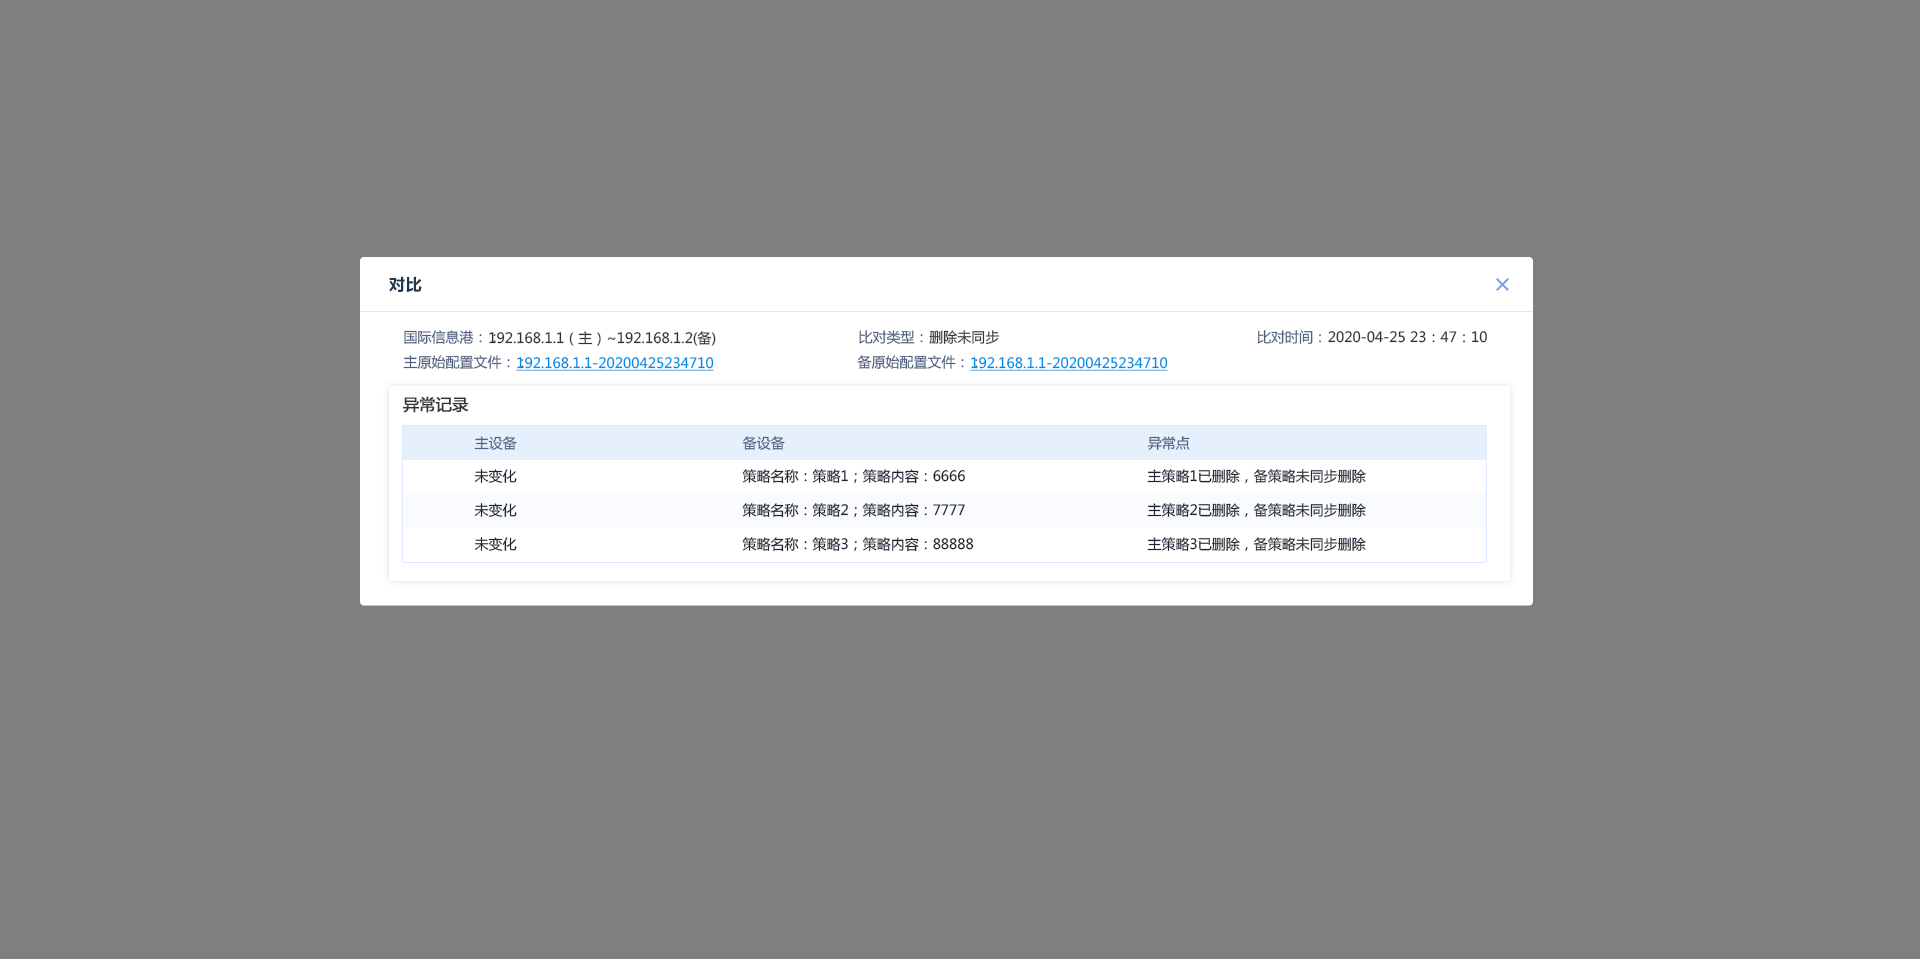 对比
国际信息港：192.168.1.1（主）~192.168.1.2(备) 比对类型：删除未同步 比对时间：2020-04-25 23：47：10
主原始配置文件：192.168.1.1-20200425234710 备原始配置文件：192.168.1.1-20200425234710
异常记录
主设备 备设备 异常点
未变化 策略名称：策略1；策略内容：6666 主策略1已删除，备策略未同步删除
未变化 策略名称：策略2；策略内容：7777 主策略2已删除，备策略未同步删除
未变化 策略名称：策略3；策略内容：88888 主策略3已删除，备策略未同步删除